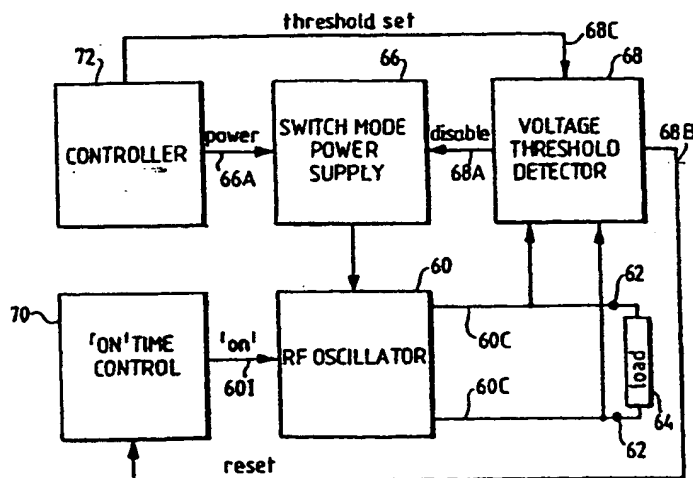 threshold set
68C
72
66
68
68B
CONTROLLER
power
66A
SWITCH MODE
POWER
SUPPLY
disable
68A
VOLTAGE
THRESHOLD
DETECTOR
60
62
70
'ON' TIME
CONTROL
'on'
60I
RF OSCILLATOR
60C
60C
load
64
62
reset